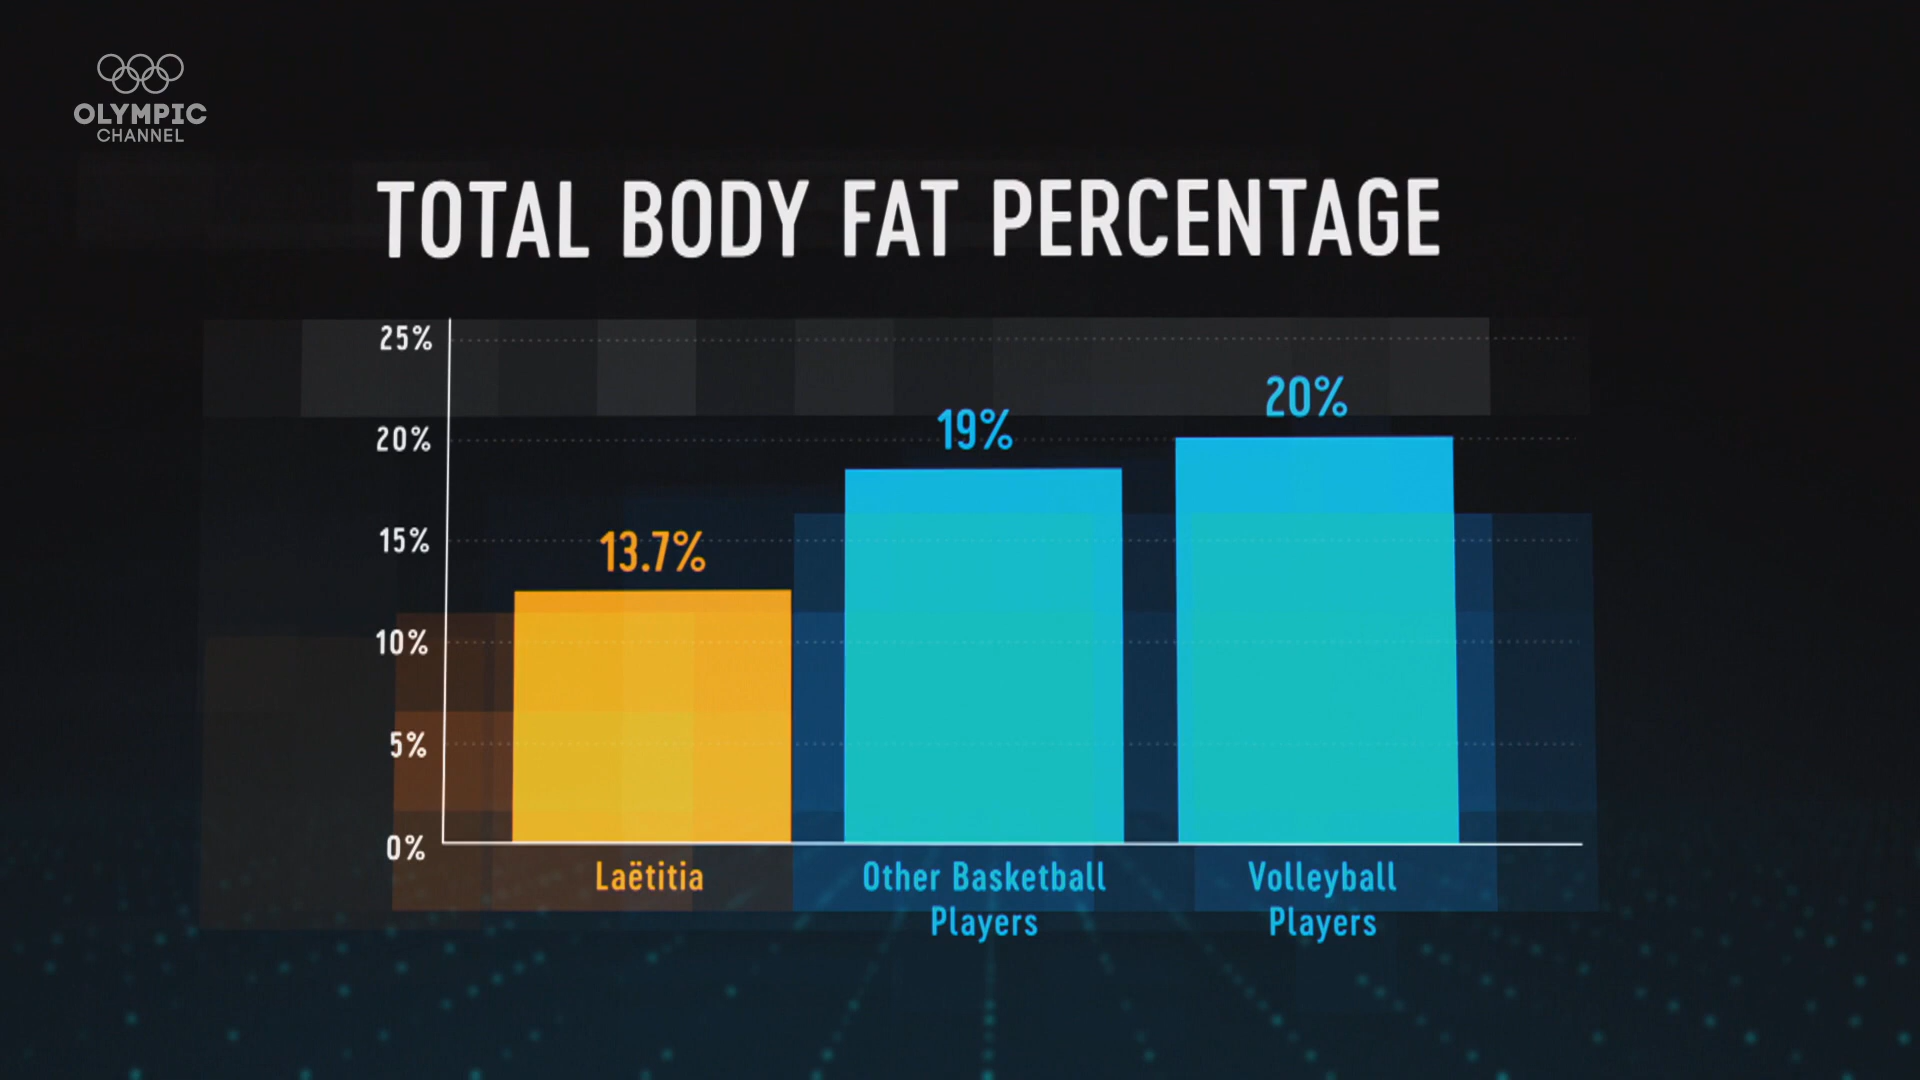 OLYMPIC
CHANNEL
TOTAL BODY FAT PERCENTAGE
25%
20%
15%
10%
5%
0%
13.7%
19%
20%
Laëtitia
Other Basketball
Players
Volleyball
Players